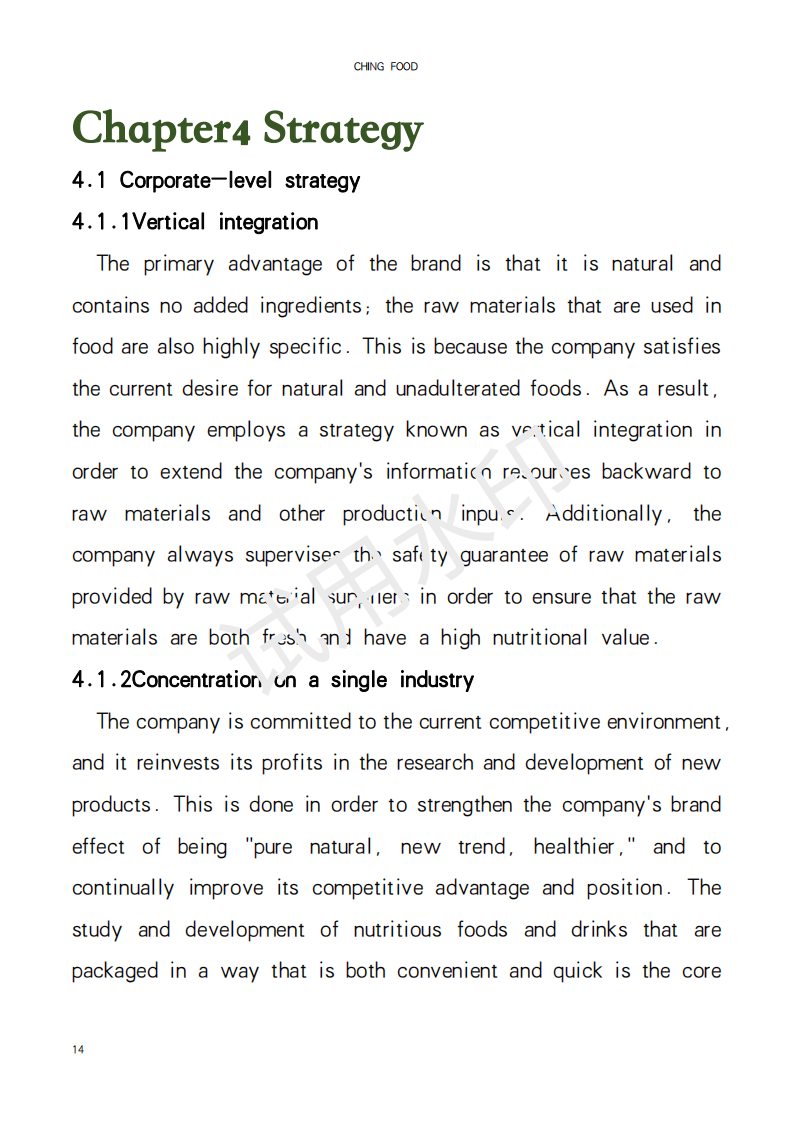 CHING FOOD
Chapter4 Strategy
4.1 Corporate-level strategy
4.1.1Vertical integration
The primary advantage of the brand is that it is natural and
contains no added ingredients; the raw materials that are used in
food are also highly specific. This is because the company satisfies
the current desire for natural and unadulterated foods. As a result,
the company employs a strategy known as vertical integration in
order to extend the company's information resources backward to
raw materials and other production inputs. Additionally, the
company always supervises the safety guarantee of raw materials
provided by raw material suppliers in order to ensure that the raw
materials are both fresh and have a high nutritional value.
4.1.2Concentration on a single industry
The company is committed to the current competitive environment,
and it reinvests its profits in the research and development of new
products. This is done in order to strengthen the company's brand
effect of being "pure natural, new trend, healthier," and to
continually improve its competitive advantage and position. The
study and development of nutritious foods and drinks that are
packaged in a way that is both convenient and quick is the core
14
试用水印